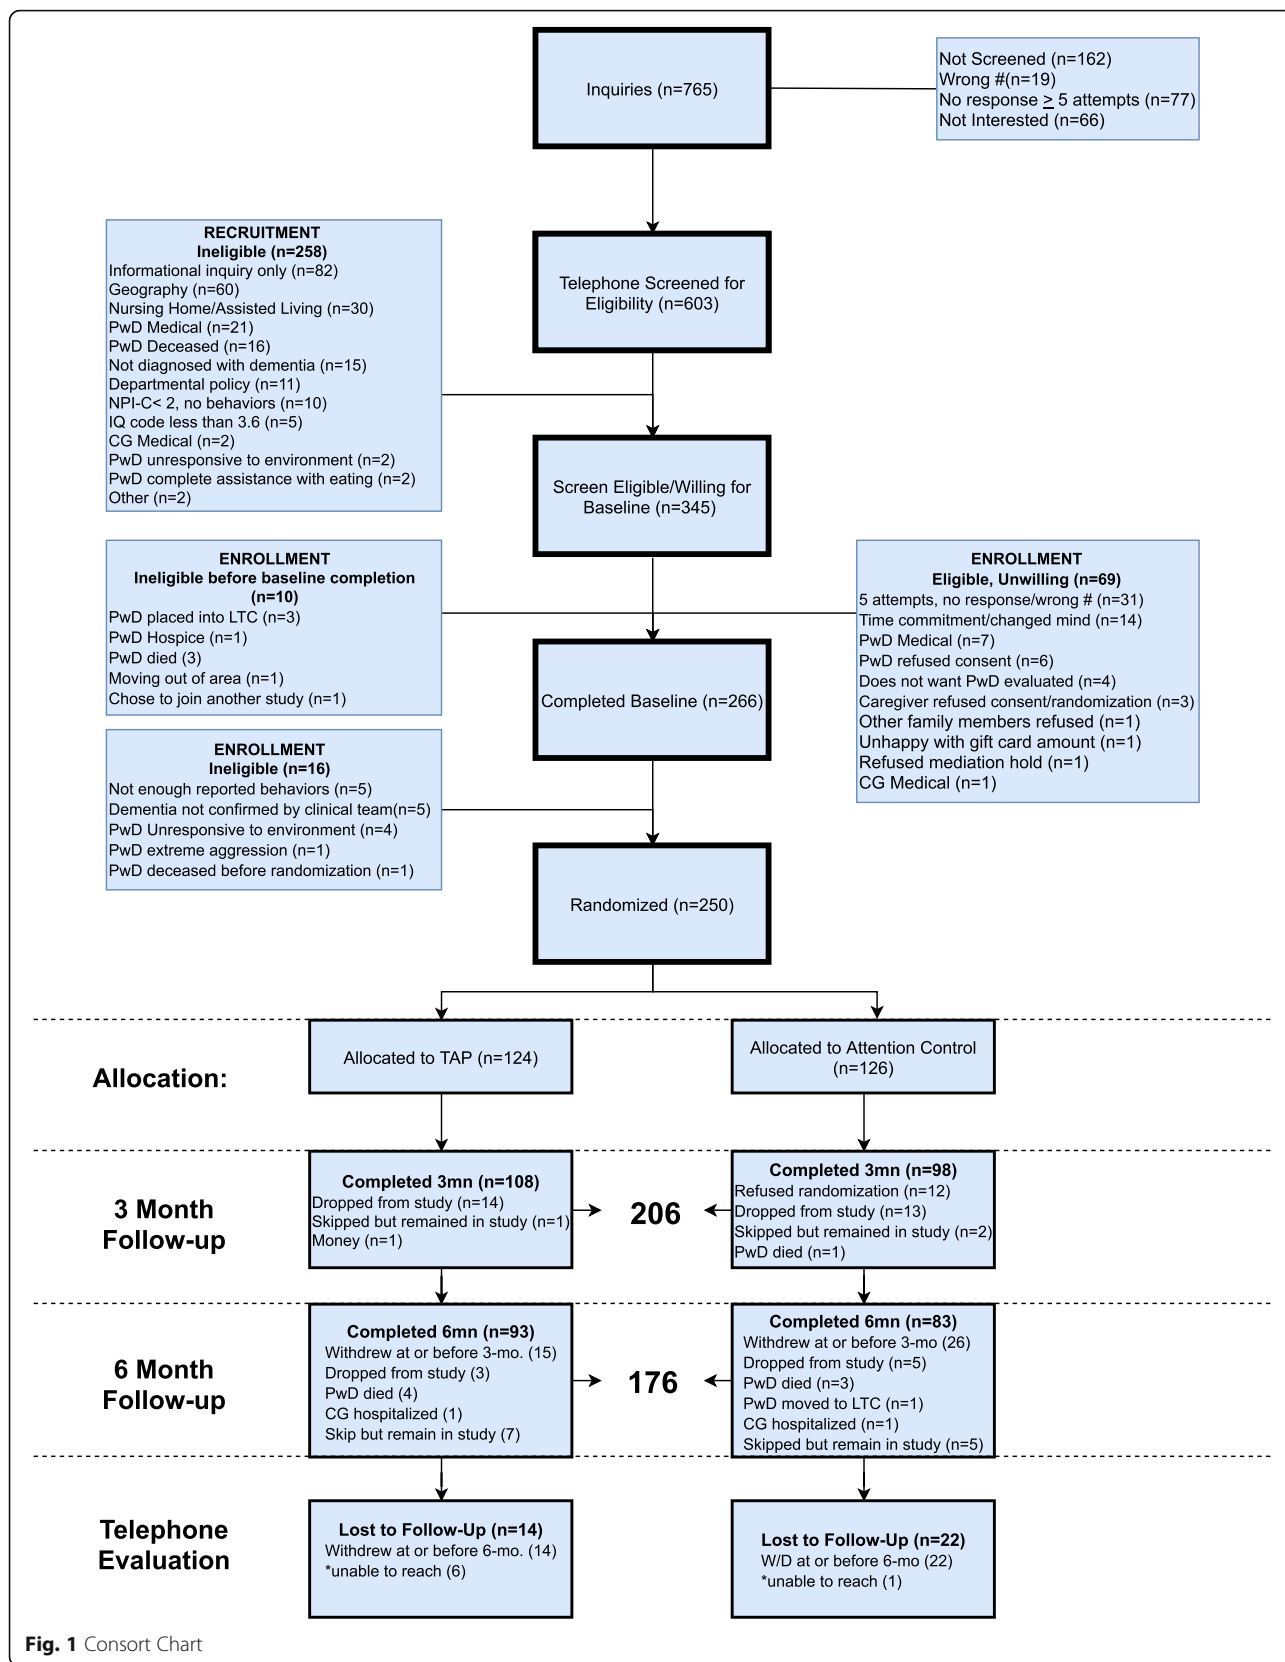 Inquiries (n=765)
Not Screened (n=162)
Wrong #(n=19)
No response ≥ 5 attempts (n=77)
Not Interested (n=66)
RECRUITMENT
Ineligible (n=258)
Informational inquiry only (n=82)
Geography (n=60)
Nursing Home/Assisted Living (n=30)
PwD Medical (n=21)
PwD Deceased (n=16)
Not diagnosed with dementia (n=15)
Departmental policy (n=11)
NPI-C< 2, no behaviors (n=10)
IQ code less than 3.6 (n=5)
CG Medical (n=2)
PwD unresponsive to environment (n=2)
PwD complete assistance with eating (n=2)
Other (n=2)
Telephone Screened for
Eligibility (n=603)
Screen Eligible/Willing for
Baseline (n=345)
ENROLLMENT
Ineligible before baseline completion
(n=10)
PwD placed into LTC (n=3)
PwD Hospice (n=1)
PwD died (3)
Moving out of area (n=1)
Chose to join another study (n=1)
ENROLLMENT
Eligible, Unwilling (n=69)
5 attempts, no response/wrong # (n=31)
Time commitment/changed mind (n=14)
PwD Medical (n=7)
PwD refused consent (n=6)
Does not want PwD evaluated (n=4)
Caregiver refused consent/randomization (n=3)
Other family members refused (n=1)
Unhappy with gift card amount (n=1)
Refused mediation hold (n=1)
CG Medical (n=1)
Completed Baseline (n=266)
ENROLLMENT
Ineligible (n=16)
Not enough reported behaviors (n=5)
Dementia not confirmed by clinical team(n=5)
PwD Unresponsive to environment (n=4)
PwD extreme aggression (n=1)
PwD deceased before randomization (n=1)
Randomized (n=250)
Allocation:
Allocated to TAP (n=124)
Allocated to Attention Control
(n=126)
3 Month
Follow-up
Completed 3mn (n=108)
Dropped from study (n=14)
Skipped but remained in study (n=1)
Money (n=1)
206
Completed 3mn (n=98)
Refused randomization (n=12)
Dropped from study (n=13)
Skipped but remained in study (n=2)
PwD died (n=1)
6 Month
Follow-up
Completed 6mn (n=93)
Withdrew at or before 3-mo. (15)
Dropped from study (3)
PwD died (4)
CG hospitalized (1)
Skip but remain in study (7)
176
Completed 6mn (n=83)
Withdrew at or before 3-mo (26)
Dropped from study (n=5)
PwD died (n=3)
PwD moved to LTC (n=1)
CG hospitalized (n=1)
Skipped but remain in study (n=5)
Telephone
Evaluation
Lost to Follow-Up (n=14)
Withdrew at or before 6-mo. (14)
*unable to reach (6)
Lost to Follow-Up (n=22)
W/D at or before 6-mo (22)
*unable to reach (1)
Fig. 1 Consort Chart